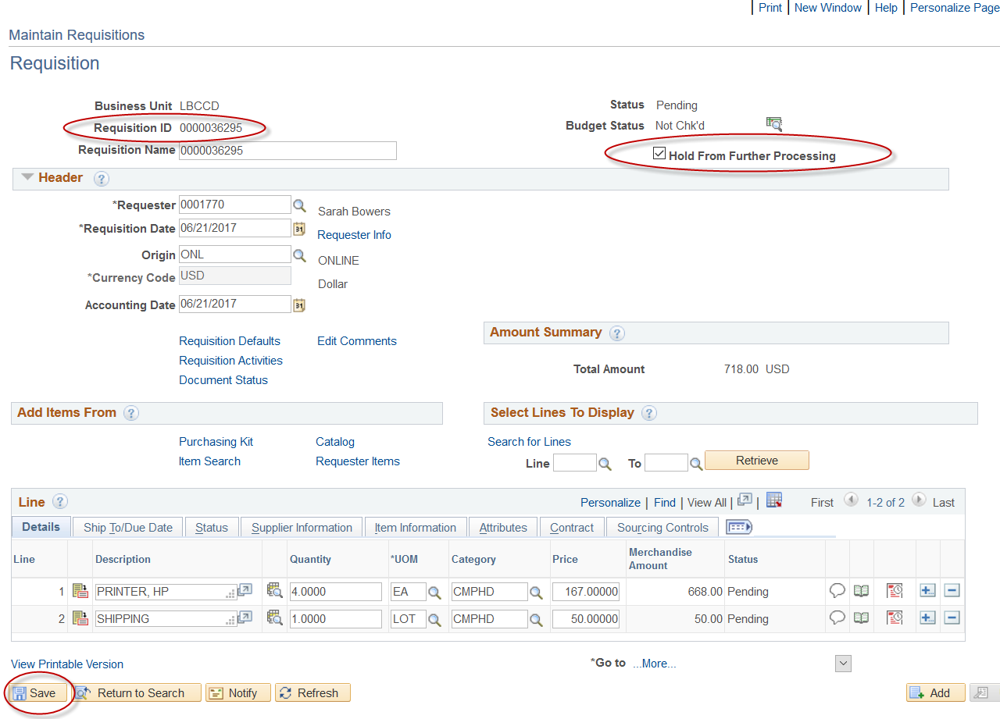 Print | New Window | Help | Personalize Page
Maintain Requisitions
Requisition
Business Unit LBCCD
Status Pending
Requisition ID 0000036295
Budget Status Not Chk'd
Requisition Name 0000036295
Hold From Further Processing
Header ?
*Requester 0001770 Sarah Bowers
*Requisition Date 06/21/2017 31 Requester Info
Origin ONL ONLINE
*Currency Code USD Dollar
Accounting Date 06/21/2017 31
Requisition Defaults Edit Comments
Requisition Activities
Document Status
Amount Summary ?
Total Amount 718.00 USD
Add Items From ?
Purchasing Kit Catalog
Item Search Requester Items
Select Lines To Display ?
Search for Lines
Line To Retrieve
Line ? Personalize | Find | View All | | First 1-2 of 2 Last
Details Ship To/Due Date Status Supplier Information Item Information Attributes Contract Sourcing Controls
Line Description Quantity *UOM Category Price Merchandise Amount Status
1 PRINTER, HP 4.0000 EA CMPHD 167.00000 668.00 Pending
2 SHIPPING 1.0000 LOT CMPHD 50.00000 50.00 Pending
View Printable Version *Go to ...More...
Save Return to Search Notify Refresh Add